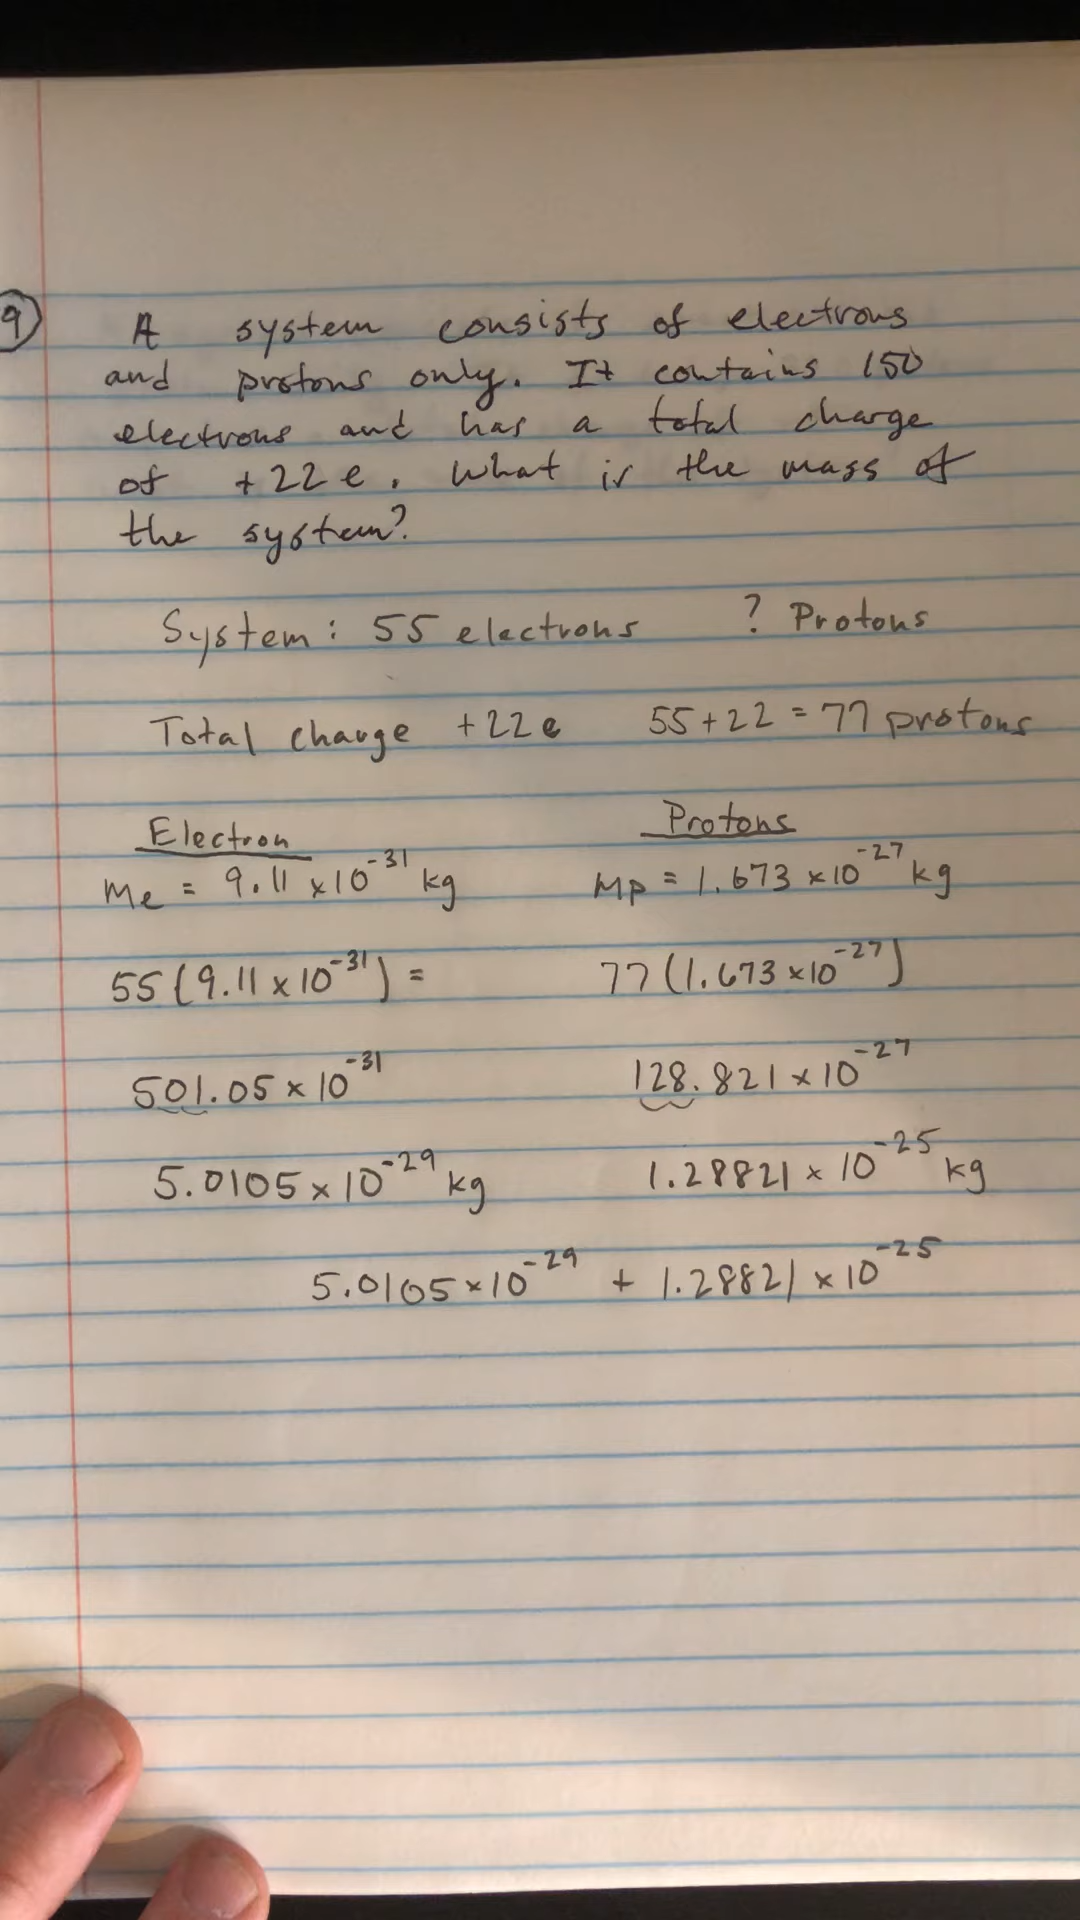 9 A system consists of electrons
and protons only. It contains 150
electrons and has a total charge
of +22e. What is the mass of
the system?
System: 55 electrons ? Protons
Total charge +22e 55+22=77 protons
Electron Protons
Me = 9.11 x 10⁻³¹ kg Mp = 1.673 x 10⁻²⁷ kg
55(9.11 x 10⁻³¹) = 77(1.673 x 10⁻²⁷)
501.05 x 10⁻³¹ 128.821 x 10⁻²⁷
5.0105 x 10⁻²⁹ kg 1.28821 x 10⁻²⁵ kg
5.0105 x 10⁻²⁹ + 1.28821 x 10⁻²⁵